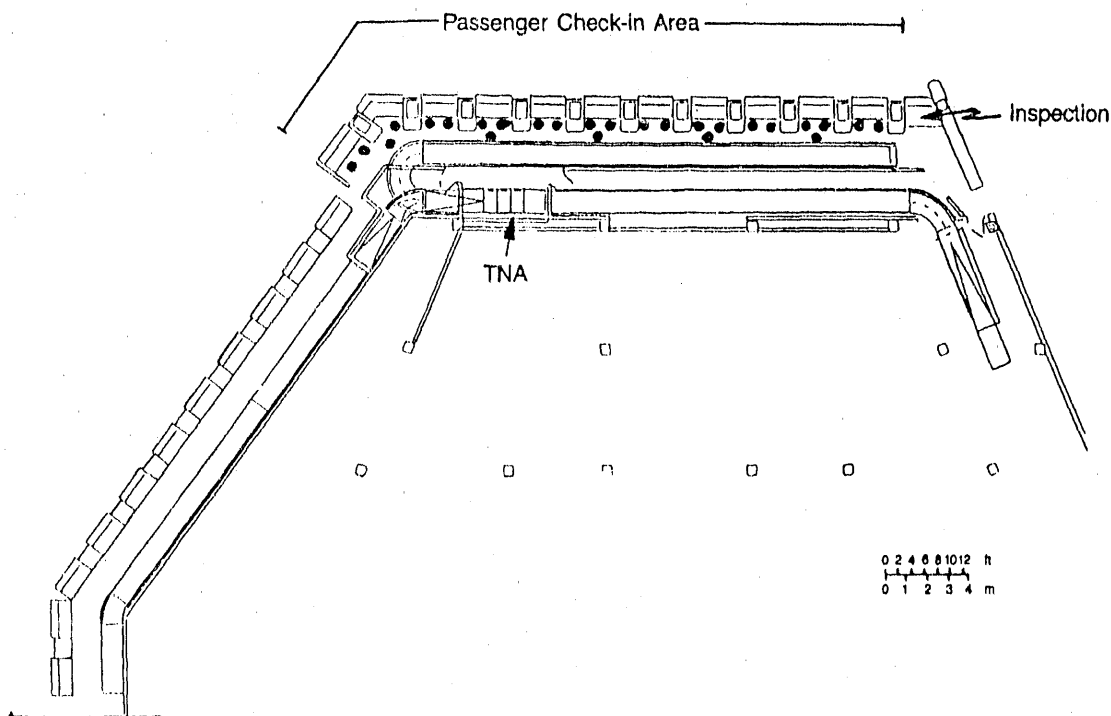 Passenger Check-in Area
Inspection
TNA
0 2 4 6 8 10 12 ft
0 1 2 3 4 m